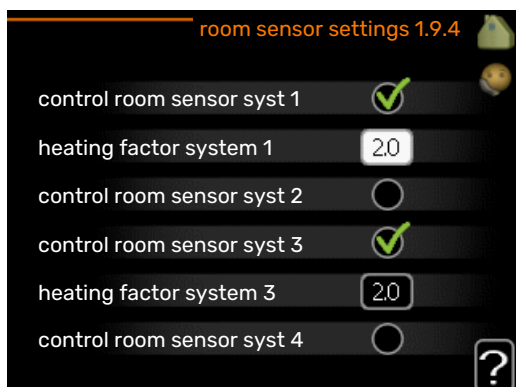 room sensor settings 1.9.4
control room sensor syst 1
heating factor system 1 2.0
control room sensor syst 2
control room sensor syst 3
heating factor system 3 2.0
control room sensor syst 4
?